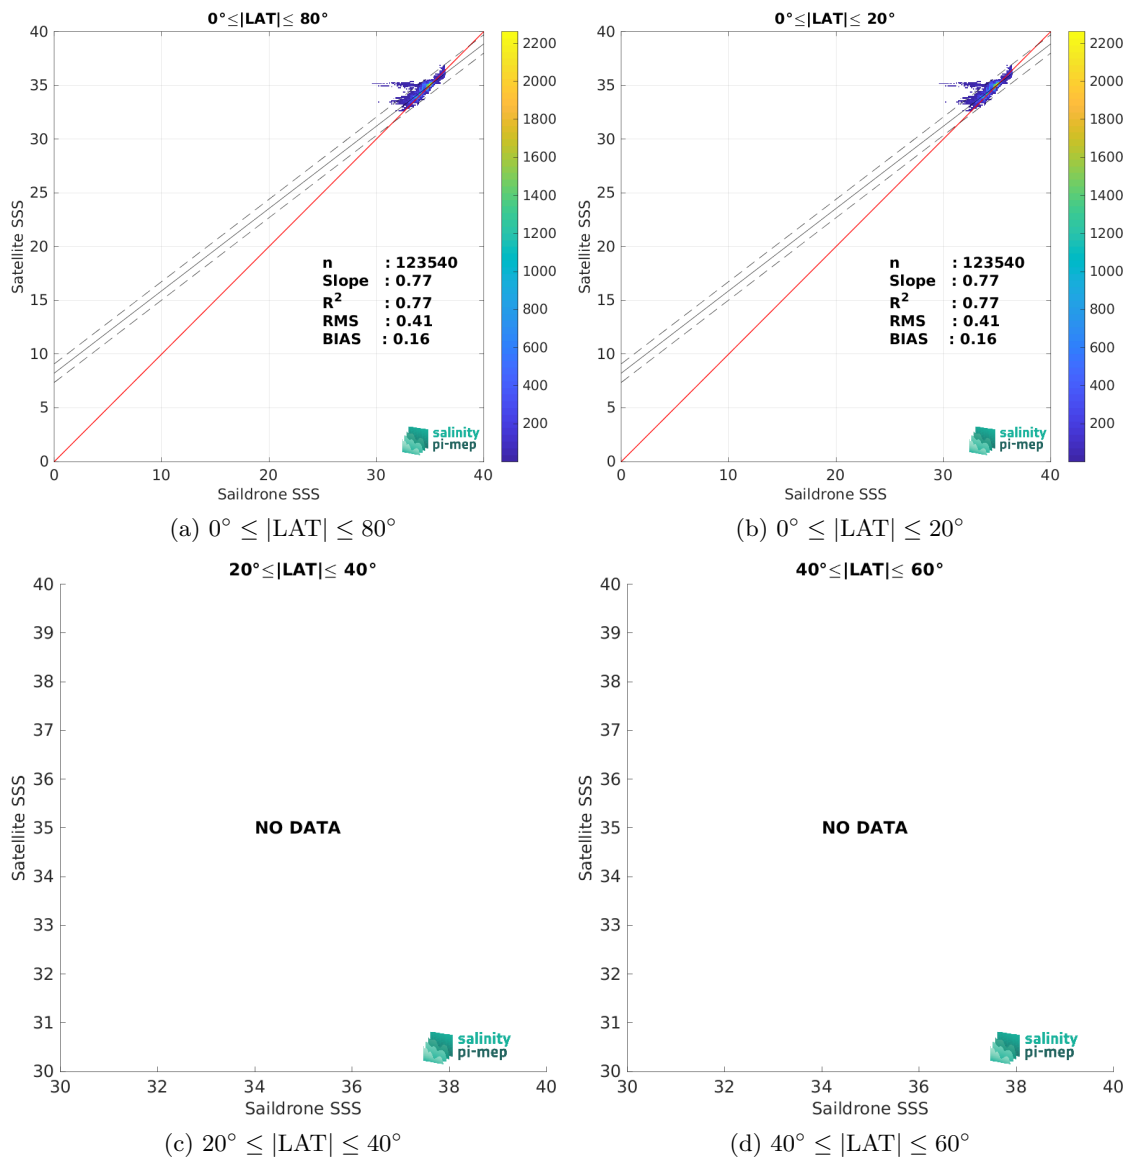 0°≤|LAT|≤ 80°
40
35
30
25
20
15
10
5
0
Satellite SSS
n : 123540
Slope : 0.77
R² : 0.77
RMS : 0.41
BIAS : 0.16
salinity
pi-mep
0 10 20 30 40
Saildrone SSS
2200
2000
1800
1600
1400
1200
1000
800
600
400
200
(a) 0° ≤ |LAT| ≤ 80°
0°≤|LAT|≤ 20°
40
35
30
25
20
15
10
5
0
Satellite SSS
n : 123540
Slope : 0.77
R² : 0.77
RMS : 0.41
BIAS : 0.16
salinity
pi-mep
0 10 20 30 40
Saildrone SSS
2200
2000
1800
1600
1400
1200
1000
800
600
400
200
(b) 0° ≤ |LAT| ≤ 20°
20°≤|LAT|≤ 40°
40
39
38
37
36
35
34
33
32
31
30
Satellite SSS
NO DATA
salinity
pi-mep
30 32 34 36 38 40
Saildrone SSS
(c) 20° ≤ |LAT| ≤ 40°
40°≤|LAT|≤ 60°
40
39
38
37
36
35
34
33
32
31
30
Satellite SSS
NO DATA
salinity
pi-mep
30 32 34 36 38 40
Saildrone SSS
(d) 40° ≤ |LAT| ≤ 60°